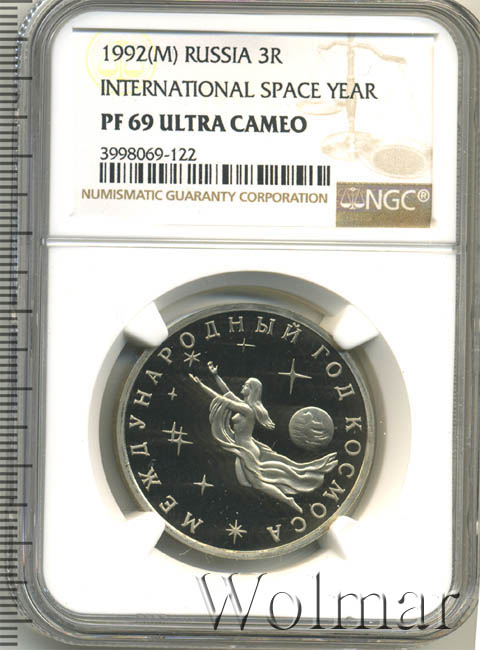 1992(M) RUSSIA 3R
INTERNATIONAL SPACE YEAR
PF 69 ULTRA CAMEO
3998069-122
NUMISMATIC GUARANTY CORPORATION
NGC®
МЕЖДУНАРОДНЫЙ ГОД КОСМОСА
Wolmar